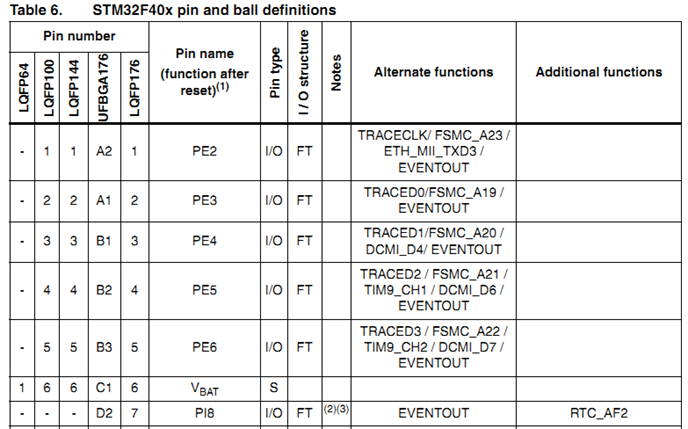 Table 6. STM32F40x pin and ball definitions
Pin number
LQFP64
LQFP100
LQFP144
UFBGA176
LQFP176
Pin name
(function after
reset)(1)
Pin type
I / O structure
Notes
Alternate functions
Additional functions
- 1 1 A2 1 PE2 I/O FT
TRACECLK/ FSMC_A23 /
ETH_MII_TXD3 /
EVENTOUT
- 2 2 A1 2 PE3 I/O FT
TRACED0/FSMC_A19 /
EVENTOUT
- 3 3 B1 3 PE4 I/O FT
TRACED1/FSMC_A20 /
DCMI_D4/ EVENTOUT
- 4 4 B2 4 PE5 I/O FT
TRACED2 / FSMC_A21 /
TIM9_CH1 / DCMI_D6 /
EVENTOUT
- 5 5 B3 5 PE6 I/O FT
TRACED3 / FSMC_A22 /
TIM9_CH2 / DCMI_D7 /
EVENTOUT
1 6 6 C1 6 VBAT S
- - - D2 7 PI8 I/O FT (2)(3) EVENTOUT RTC_AF2